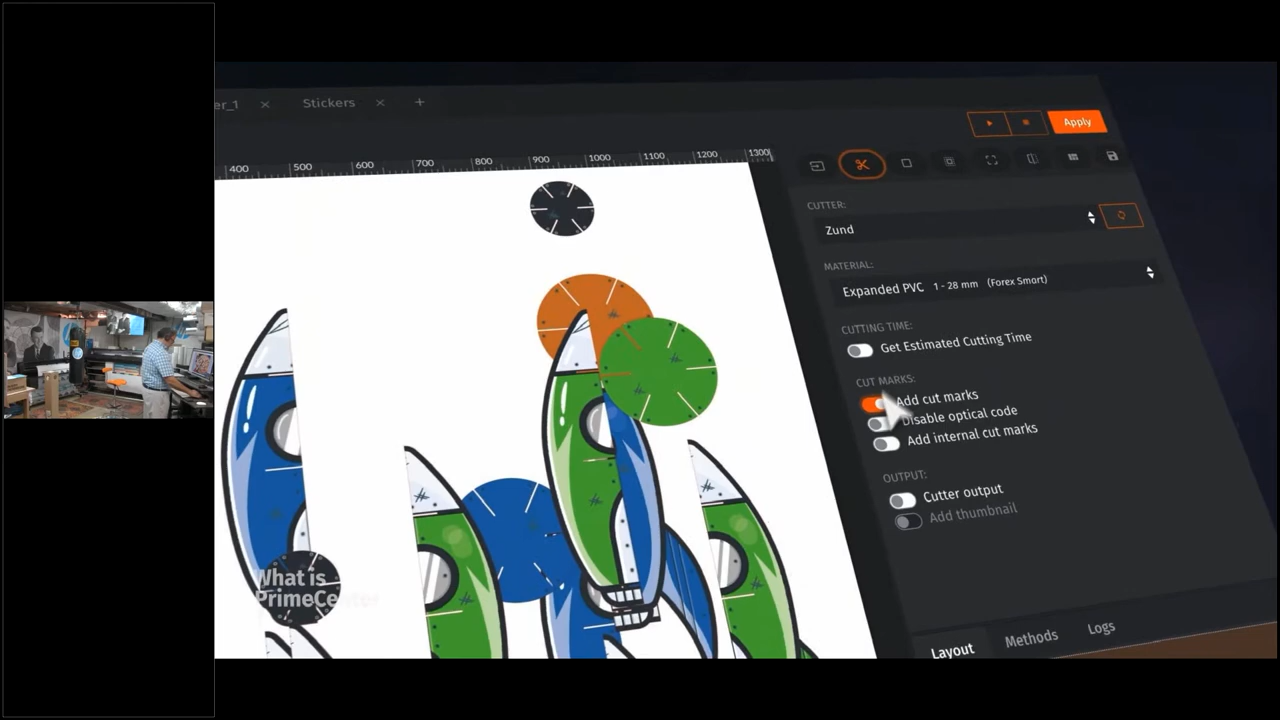 er_1
Stickers
Apply
400 500 600 700 800 900 1000 1100 1200 1300
CUTTER:
Zund
MATERIAL:
Expanded PVC 1 - 28 mm (Forex Smart)
CUTTING TIME:
Get Estimated Cutting Time
CUT MARKS:
Add cut marks
Disable optical code
Add internal cut marks
OUTPUT:
Cutter output
Add thumbnail
What is
PrimeCenter
Layout Methods Logs